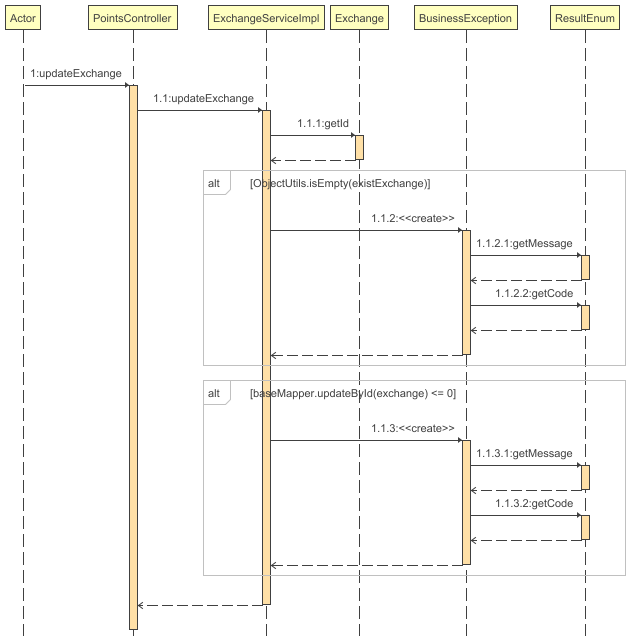 Actor PointsController ExchangeServiceImpl Exchange BusinessException ResultEnum
1:updateExchange
1.1:updateExchange
1.1.1:getId
alt [ObjectUtils.isEmpty(existExchange)]
1.1.2:<<create>>
1.1.2.1:getMessage
1.1.2.2:getCode
alt [baseMapper.updateById(exchange) <= 0]
1.1.3:<<create>>
1.1.3.1:getMessage
1.1.3.2:getCode